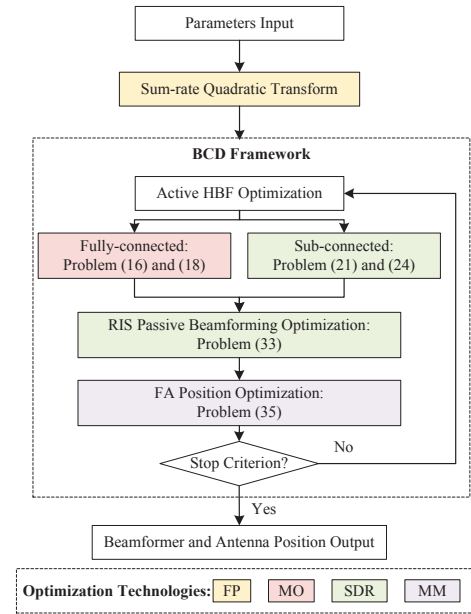 Parameters Input
Sum-rate Quadratic Transform
BCD Framework
Active HBF Optimization
Fully-connected:
Problem (16) and (18)
Sub-connected:
Problem (21) and (24)
RIS Passive Beamforming Optimization:
Problem (33)
FA Position Optimization:
Problem (35)
Stop Criterion?
No
Yes
Beamformer and Antenna Position Output
Optimization Technologies: FP MO SDR MM